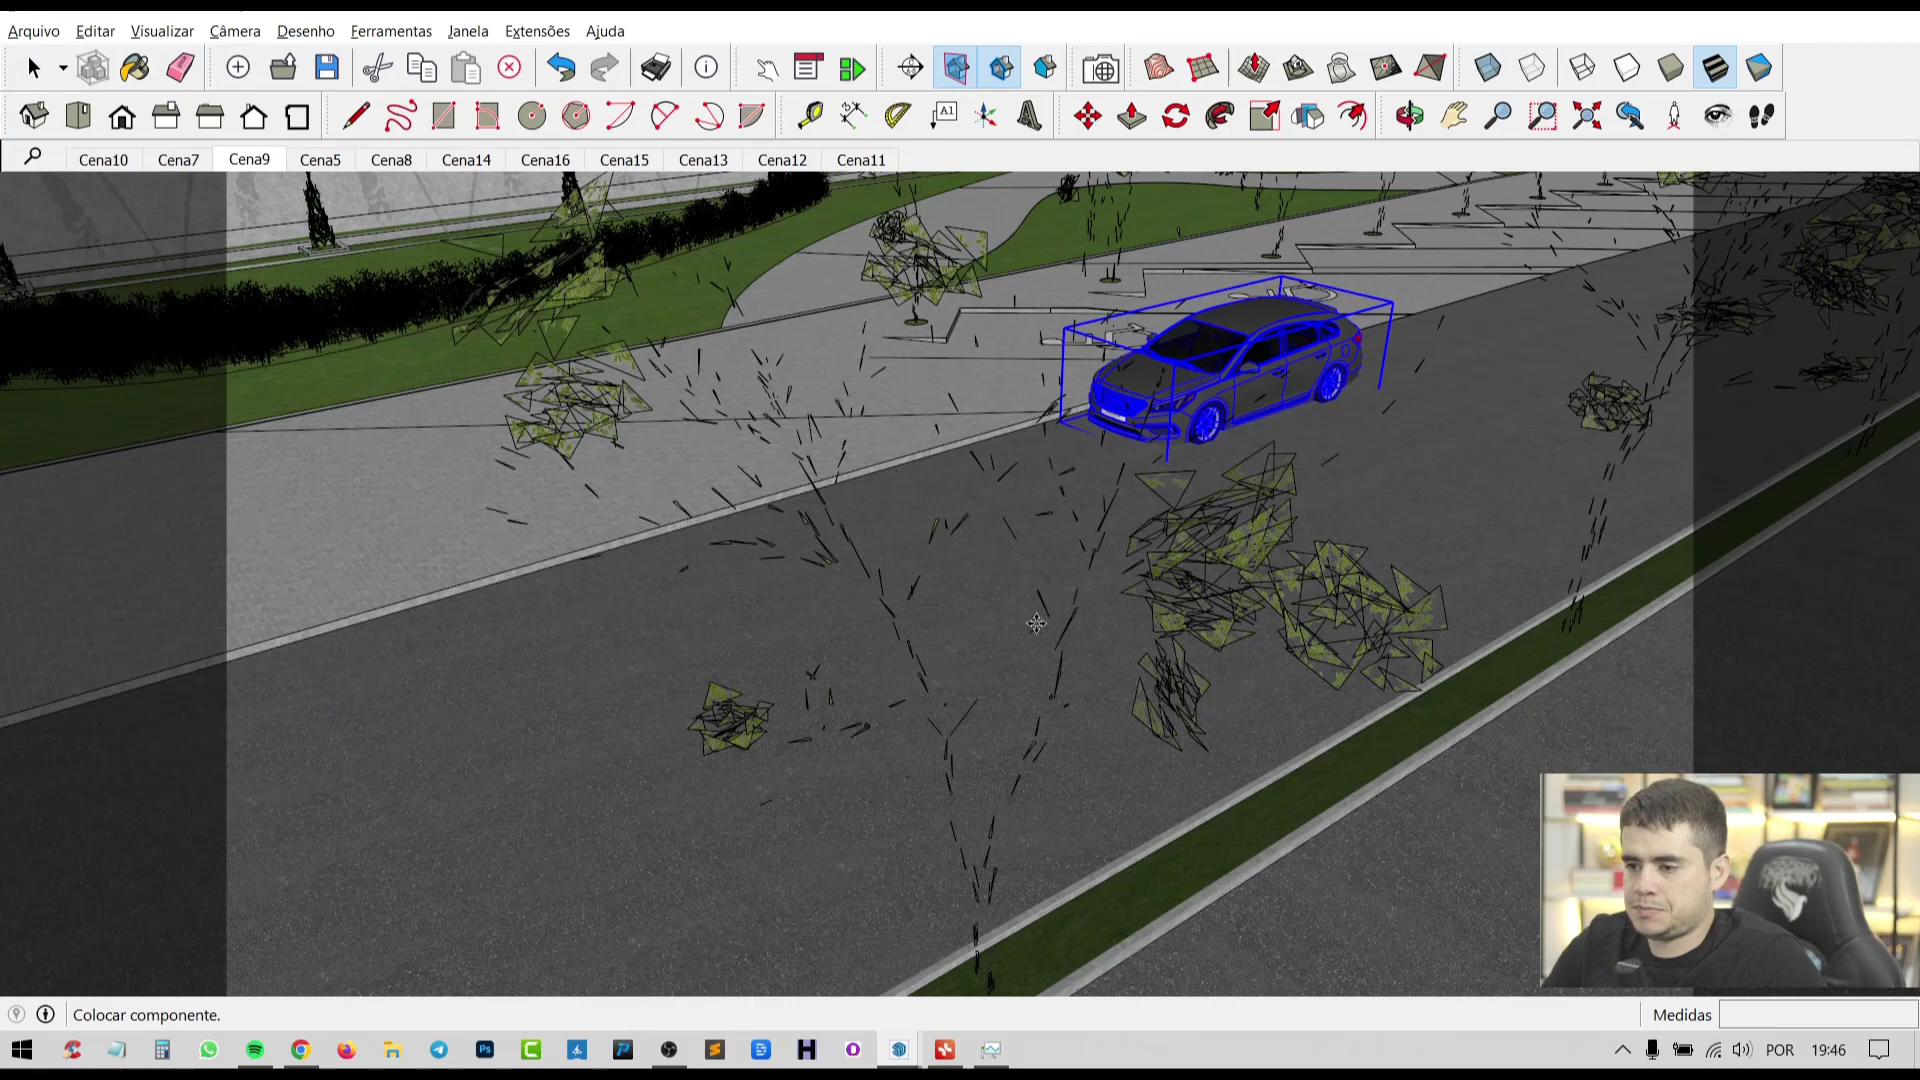 Arquivo Editar Visualizar Câmera Desenho Ferramentas Janela Extensões Ajuda
A1
Cena10 Cena7 Cena9 Cena5 Cena8 Cena14 Cena16 Cena15 Cena13 Cena12 Cena11
Colocar componente.
Medidas
POR 19:46